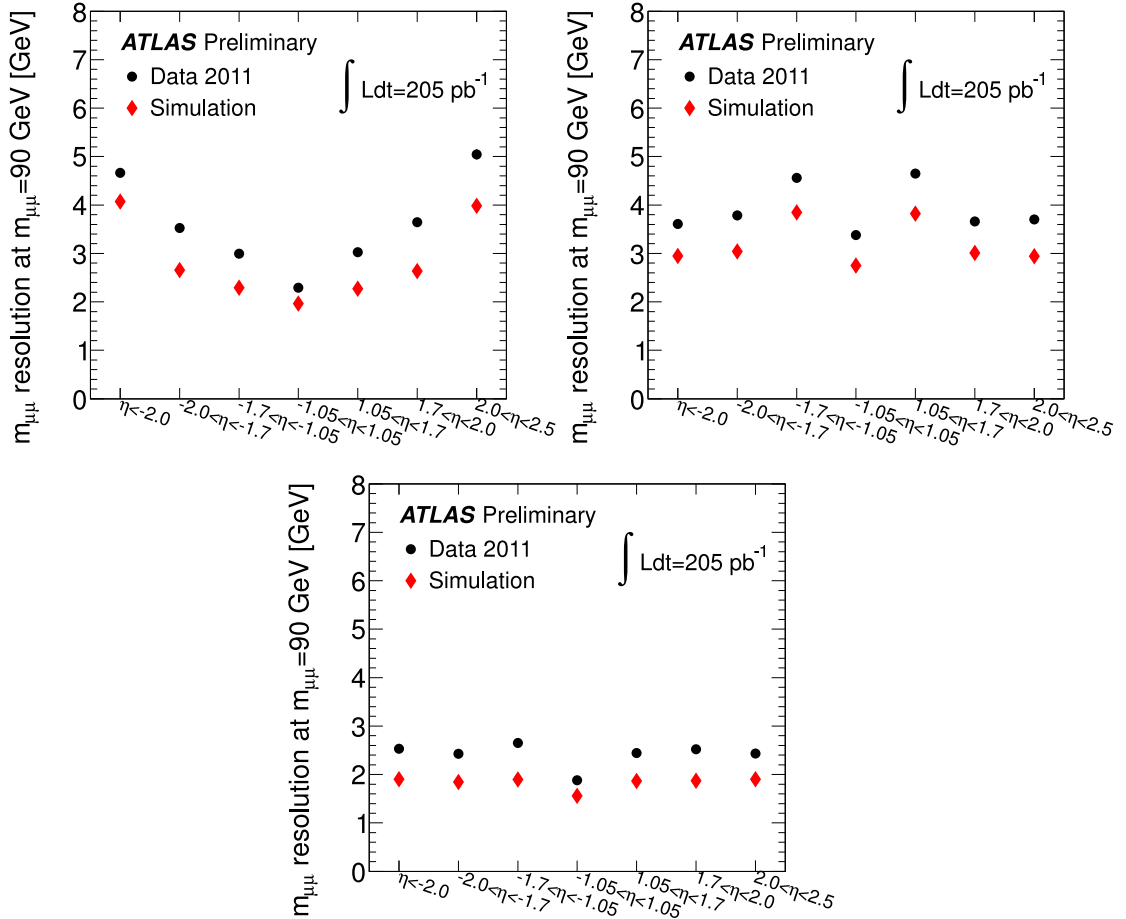 m_μμ resolution at m_μμ=90 GeV [GeV]
8
7
6
5
4
3
2
1
0
ATLAS Preliminary
Data 2011
Simulation
∫ Ldt=205 pb⁻¹
η<-2.0
-2.0<η<-1.7
-1.7<η<-1.05
-1.05<η<1.05
1.05<η<1.7
1.7<η<2.0
2.0<η<2.5
m_μμ resolution at m_μμ=90 GeV [GeV]
8
7
6
5
4
3
2
1
0
ATLAS Preliminary
Data 2011
Simulation
∫ Ldt=205 pb⁻¹
η<-2.0
-2.0<η<-1.7
-1.7<η<-1.05
-1.05<η<1.05
1.05<η<1.7
1.7<η<2.0
2.0<η<2.5
m_μμ resolution at m_μμ=90 GeV [GeV]
8
7
6
5
4
3
2
1
0
ATLAS Preliminary
Data 2011
Simulation
∫ Ldt=205 pb⁻¹
η<-2.0
-2.0<η<-1.7
-1.7<η<-1.05
-1.05<η<1.05
1.05<η<1.7
1.7<η<2.0
2.0<η<2.5